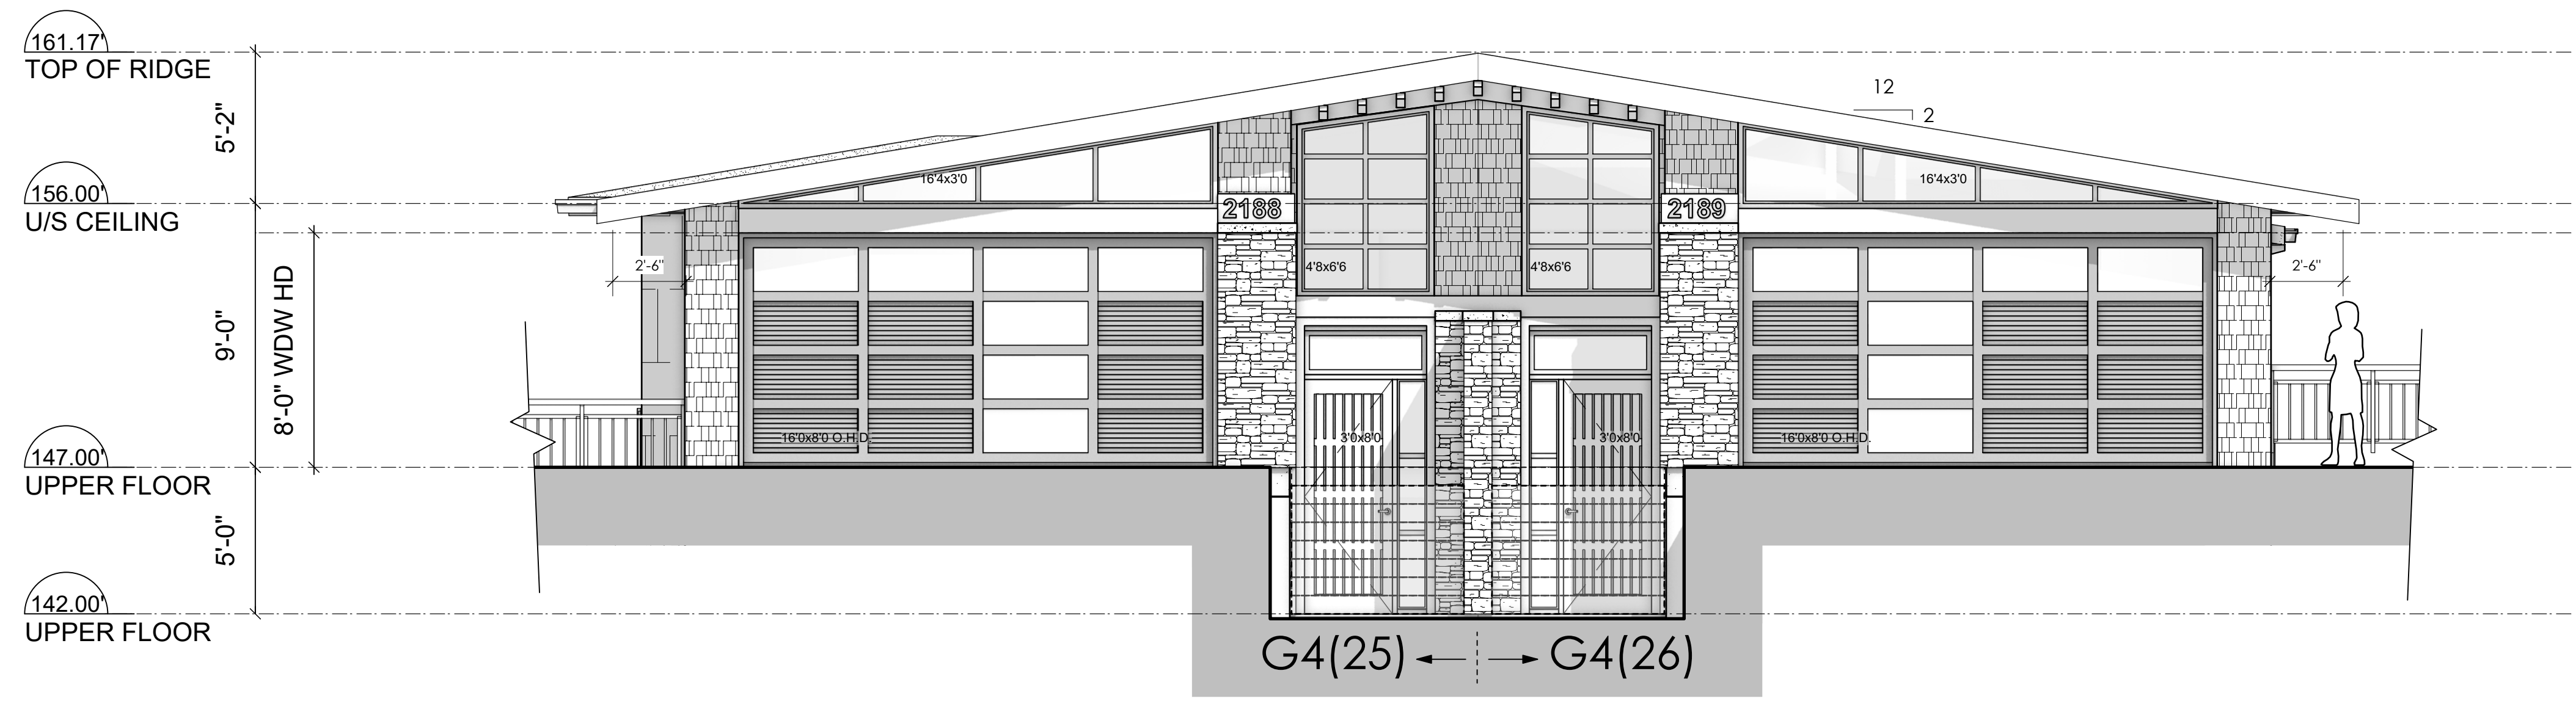 161.17'
TOP OF RIDGE
5'-2"
12
2
156.00'
U/S CEILING
16'4x3'0
16'4x3'0
2188
2189
2'-6"
4'8x6'6
4'8x6'6
2'-6"
9'-0"
8'-0" WDW HD
16'0x8'0 O.H.D.
3'0x8'0
3'0x8'0
16'0x8'0 O.H.D.
147.00'
UPPER FLOOR
5'-0"
142.00'
UPPER FLOOR
G4(25)
G4(26)